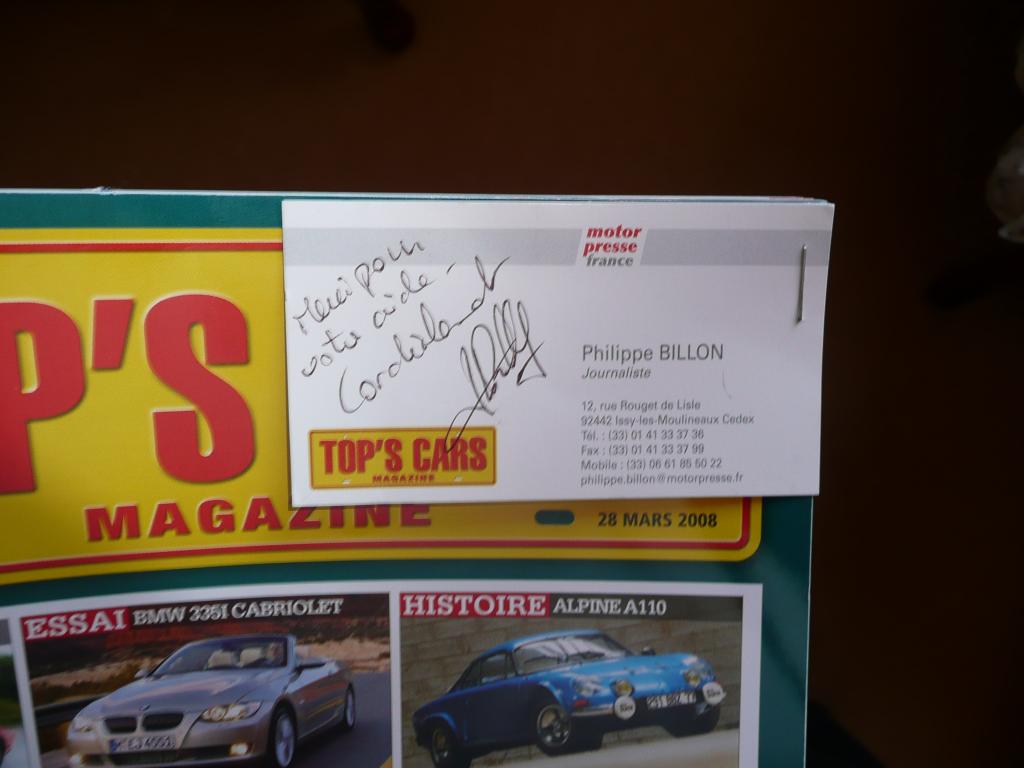 motor
presse
france
Merci pour
votre aide -
Cordialement
Philippe BILLON
Journaliste
12, rue Rouget de Lisle
92442 Issy-les-Moulineaux Cedex
Tél. : (33) 01 41 33 37 36
Fax : (33) 01 41 33 37 99
Mobile : (33) 06 61 85 50 22
philippe.billon@motorpresse.fr
TOP'S CARS
MAGAZINE
P'S
MAGAZINE
28 MARS 2008
ESSAI BMW 335I CABRIOLET
HISTOIRE ALPINE A110